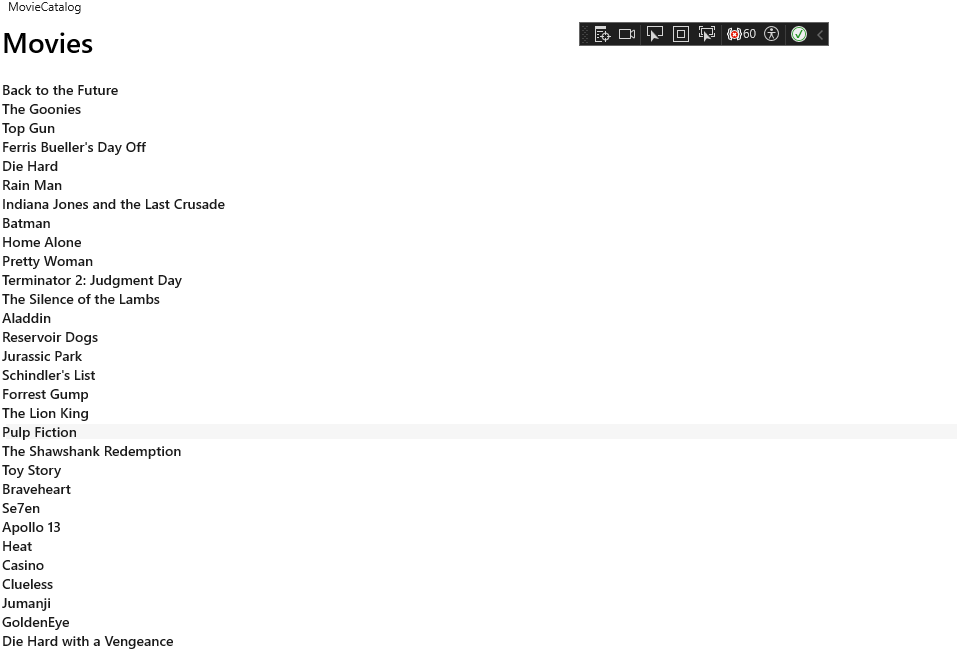 MovieCatalog
Movies
60
Back to the Future
The Goonies
Top Gun
Ferris Bueller's Day Off
Die Hard
Rain Man
Indiana Jones and the Last Crusade
Batman
Home Alone
Pretty Woman
Terminator 2: Judgment Day
The Silence of the Lambs
Aladdin
Reservoir Dogs
Jurassic Park
Schindler's List
Forrest Gump
The Lion King
Pulp Fiction
The Shawshank Redemption
Toy Story
Braveheart
Se7en
Apollo 13
Heat
Casino
Clueless
Jumanji
GoldenEye
Die Hard with a Vengeance